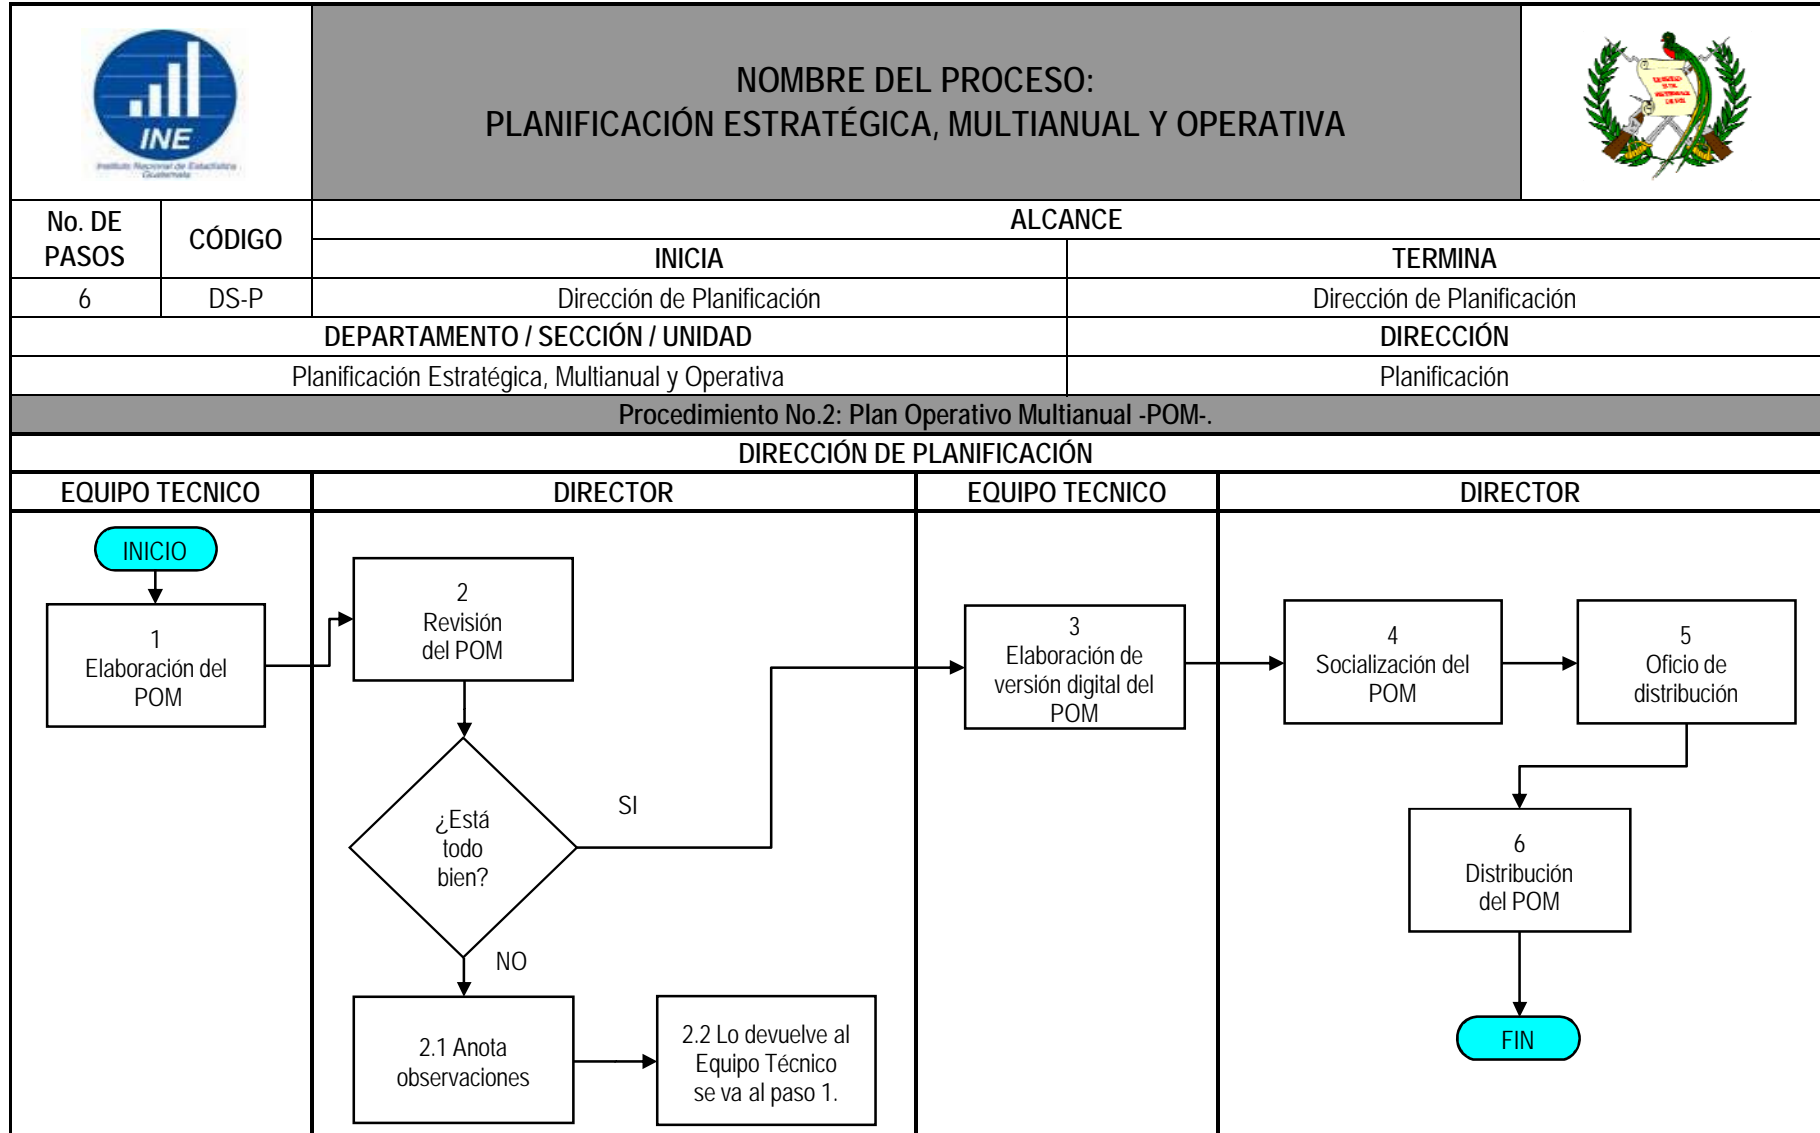 INE
Instituto Nacional de Estadística
Guatemala
NOMBRE DEL PROCESO:
PLANIFICACIÓN ESTRATÉGICA, MULTIANUAL Y OPERATIVA
No. DE
PASOS
CÓDIGO
ALCANCE
INICIA
TERMINA
6
DS-P
Dirección de Planificación
Dirección de Planificación
DEPARTAMENTO / SECCIÓN / UNIDAD
DIRECCIÓN
Planificación Estratégica, Multianual y Operativa
Planificación
Procedimiento No.2: Plan Operativo Multianual -POM-.
DIRECCIÓN DE PLANIFICACIÓN
EQUIPO TECNICO
DIRECTOR
EQUIPO TECNICO
DIRECTOR
INICIO
1
Elaboración del
POM
2
Revisión
del POM
¿Está
todo
bien?
SI
NO
2.1 Anota
observaciones
2.2 Lo devuelve al
Equipo Técnico
se va al paso 1.
3
Elaboración de
versión digital del
POM
4
Socialización del
POM
5
Oficio de
distribución
6
Distribución
del POM
FIN